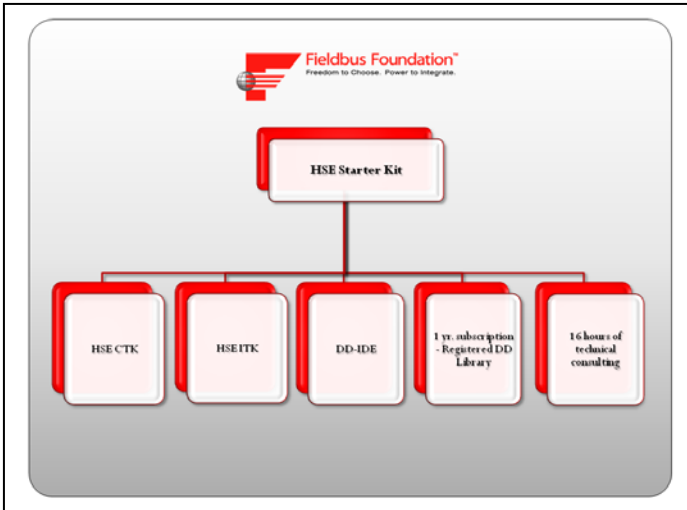 Fieldbus Foundation™
Freedom to Choose. Power to Integrate.
HSE Starter Kit
HSE CTK
HSE ITK
DD-IDE
1 yr. subscription
- Registered DD
Library
16 hours of
technical
consulting